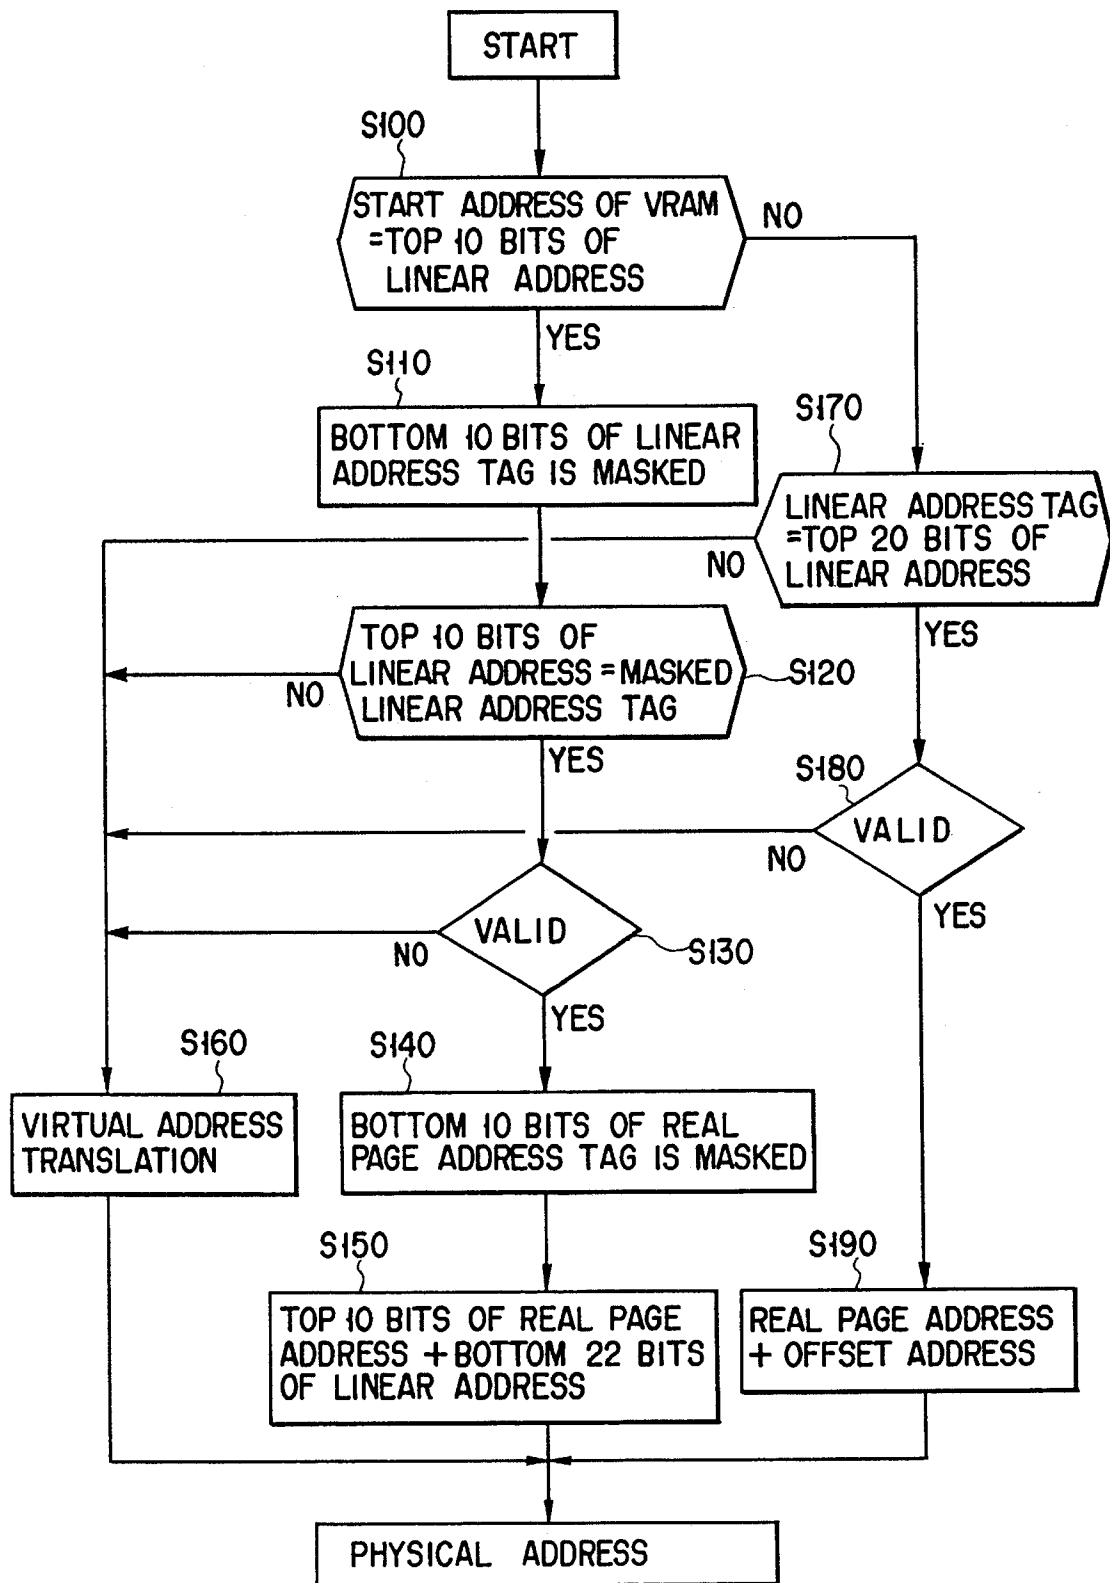 START
S100
START ADDRESS OF VRAM
=TOP 10 BITS OF
LINEAR ADDRESS
NO
YES
S110
BOTTOM 10 BITS OF LINEAR
ADDRESS TAG IS MASKED
S170
LINEAR ADDRESS TAG
=TOP 20 BITS OF
LINEAR ADDRESS
NO
YES
TOP 10 BITS OF
LINEAR ADDRESS = MASKED
LINEAR ADDRESS TAG
S120
NO
YES
S180
VALID
NO
YES
VALID
S130
NO
YES
S160
VIRTUAL ADDRESS
TRANSLATION
S140
BOTTOM 10 BITS OF REAL
PAGE ADDRESS TAG IS MASKED
S150
TOP 10 BITS OF REAL PAGE
ADDRESS + BOTTOM 22 BITS
OF LINEAR ADDRESS
S190
REAL PAGE ADDRESS
+ OFFSET ADDRESS
PHYSICAL ADDRESS